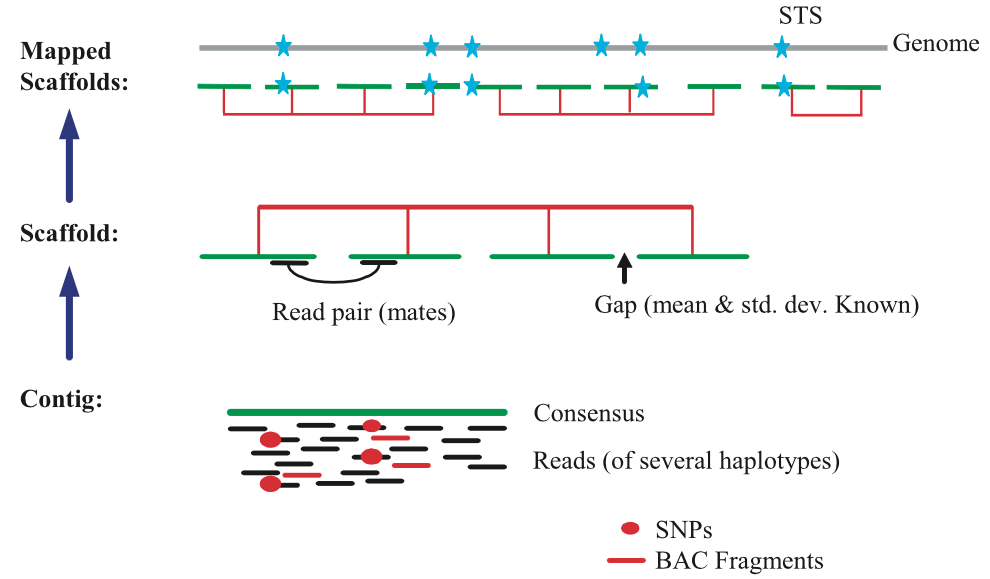 STS
Genome
Mapped
Scaffolds:
Scaffold:
Read pair (mates)
Gap (mean & std. dev. Known)
Contig:
Consensus
Reads (of several haplotypes)
SNPs
BAC Fragments